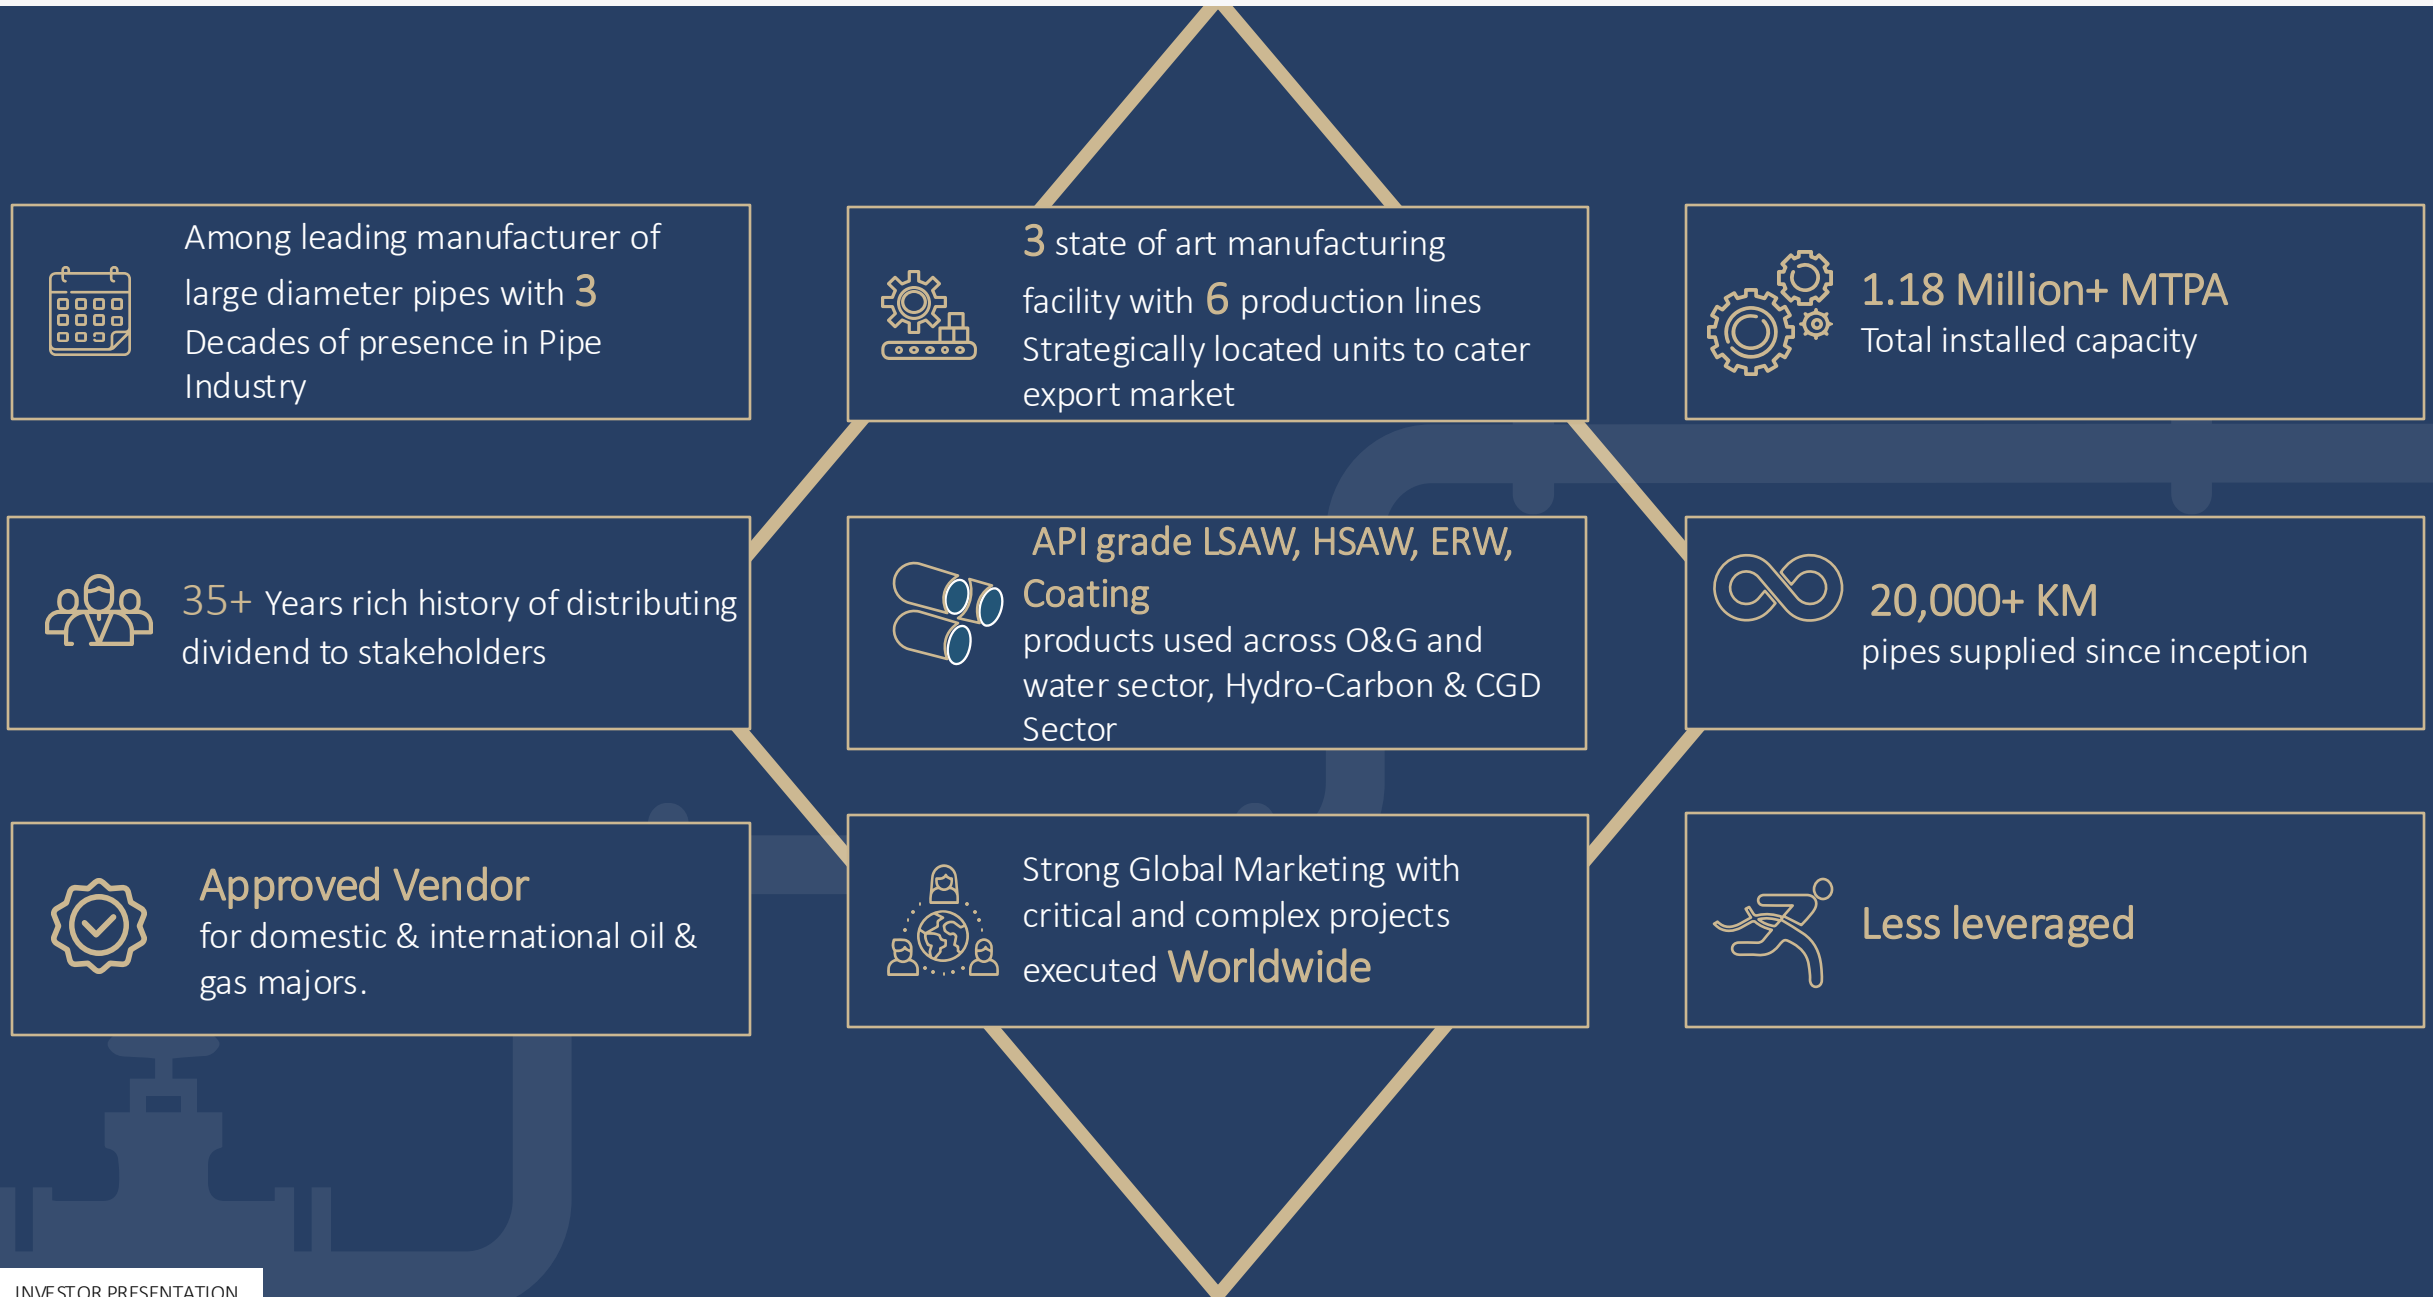 Among leading manufacturer of
large diameter pipes with 3
Decades of presence in Pipe
Industry
3 state of art manufacturing
facility with 6 production lines
Strategically located units to cater
export market
1.18 Million+ MTPA
Total installed capacity
35+ Years rich history of distributing
dividend to stakeholders
API grade LSAW, HSAW, ERW,
Coating
products used across O&G and
water sector, Hydro-Carbon & CGD
Sector
20,000+ KM
pipes supplied since inception
Approved Vendor
for domestic & international oil &
gas majors.
Strong Global Marketing with
critical and complex projects
executed Worldwide
Less leveraged
INVESTOR PRESENTATION